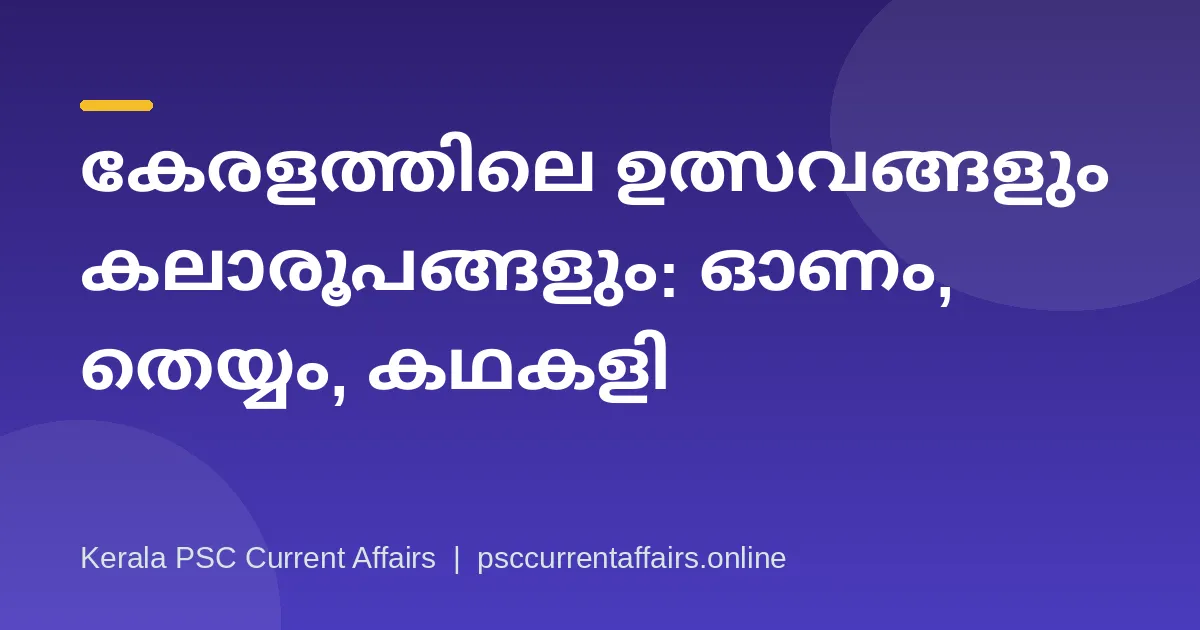 കേരളത്തിലെ ഉത്സവങ്ങളും
കലാരൂപങ്ങളും: ഓണം,
തെയ്യം, കഥകളി
Kerala PSC Current Affairs | psccurrentaffairs.online